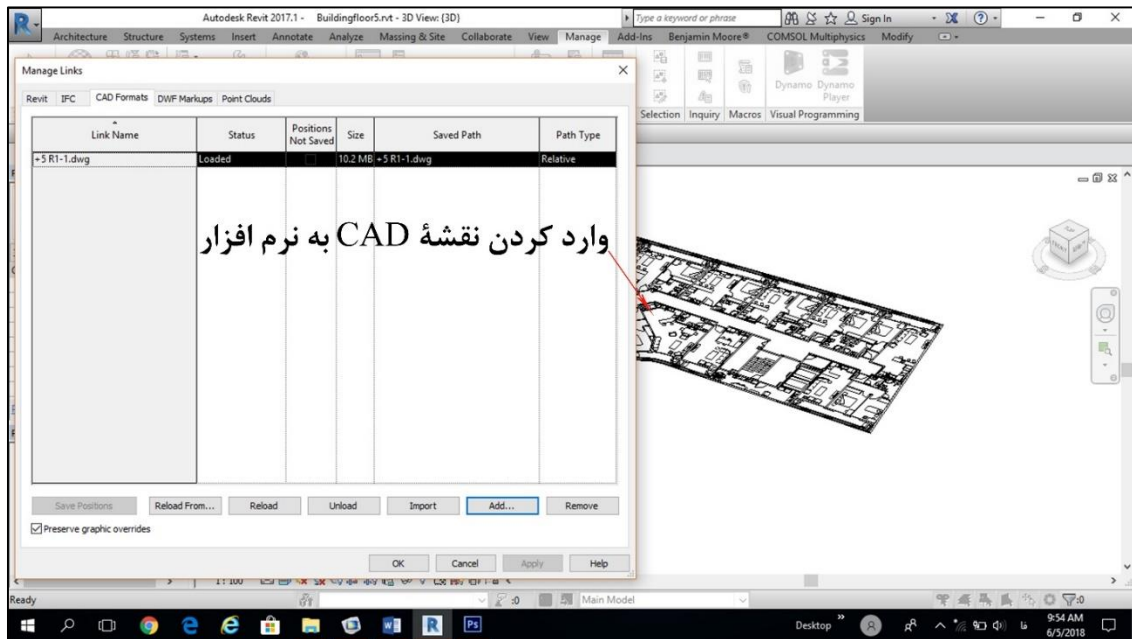 Autodesk Revit 2017.1 - Buildingfloor5.rvt - 3D View: {3D}
Type a keyword or phrase
Sign In
Architecture Structure Systems Insert Annotate Analyze Massing & Site Collaborate View Manage Add-Ins Benjamin Moore® COMSOL Multiphysics Modify
Manage Links
Revit IFC CAD Formats DWF Markups Point Clouds
Dynamo Dynamo Player
Selection Inquiry Macros Visual Programming
Link Name Status Positions Not Saved Size Saved Path Path Type
+5 R1-1.dwg Loaded 10.2 MB +5 R1-1.dwg Relative
وارد کردن نقشۀ CAD به نرم افزار
Save Positions Reload From... Reload Unload Import Add... Remove
Preserve graphic overrides
OK Cancel Apply Help
1 : 100
Ready
:0 Main Model :0
Desktop
فا
9:54 AM
6/5/2018